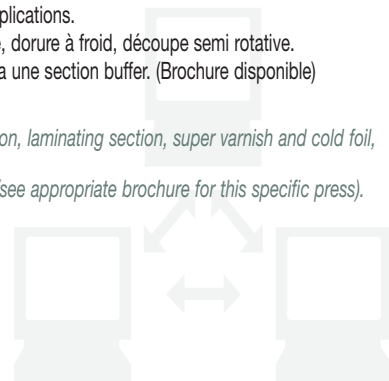 plications.
, dorure à froid, découpe semi rotative.
a une section buffer. (Brochure disponible)
on, laminating section, super varnish and cold foil,
see appropriate brochure for this specific press).